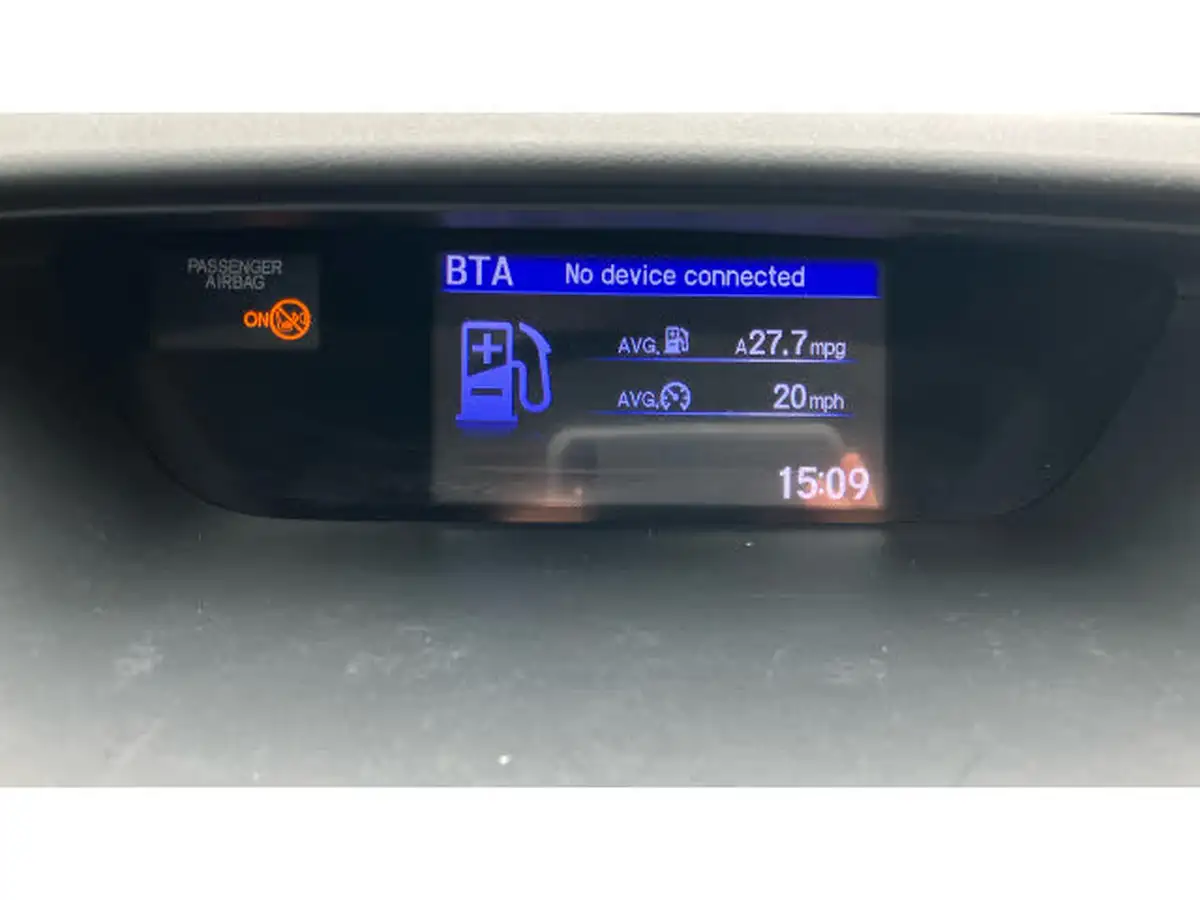 PASSENGER
AIRBAG
ON
BTA No device connected
AVG. A27.7 mpg
AVG. 20 mph
15:09